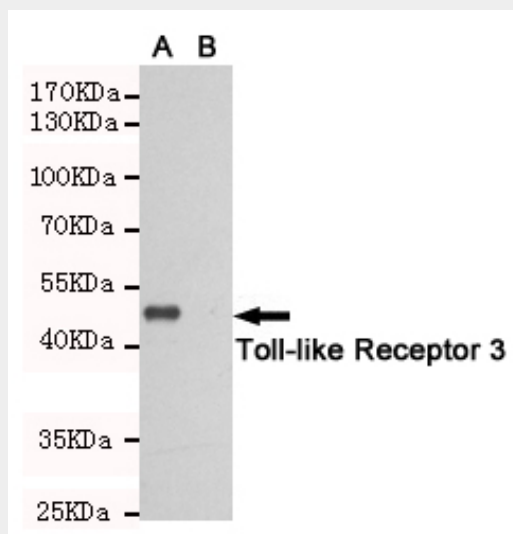 A B
170KDa
130KDa
100KDa
70KDa
55KDa
40KDa
Toll-like Receptor 3
35KDa
25KDa